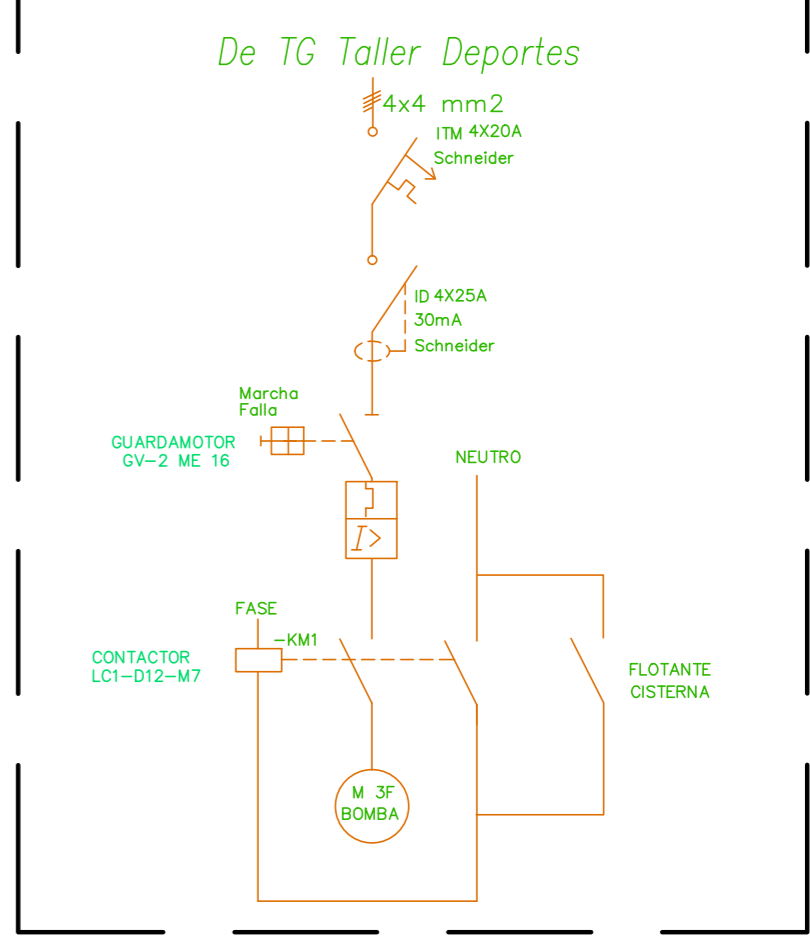 De TG Taller Deportes
4x4 mm2
ITM 4X20A
Schneider
ID 4X25A
30mA
Schneider
Marcha
Falla
GUARDAMOTOR
GV-2 ME 16
NEUTRO
I>
FASE
-KM1
CONTACTOR
LC1-D12-M7
FLOTANTE
CISTERNA
M 3F
BOMBA